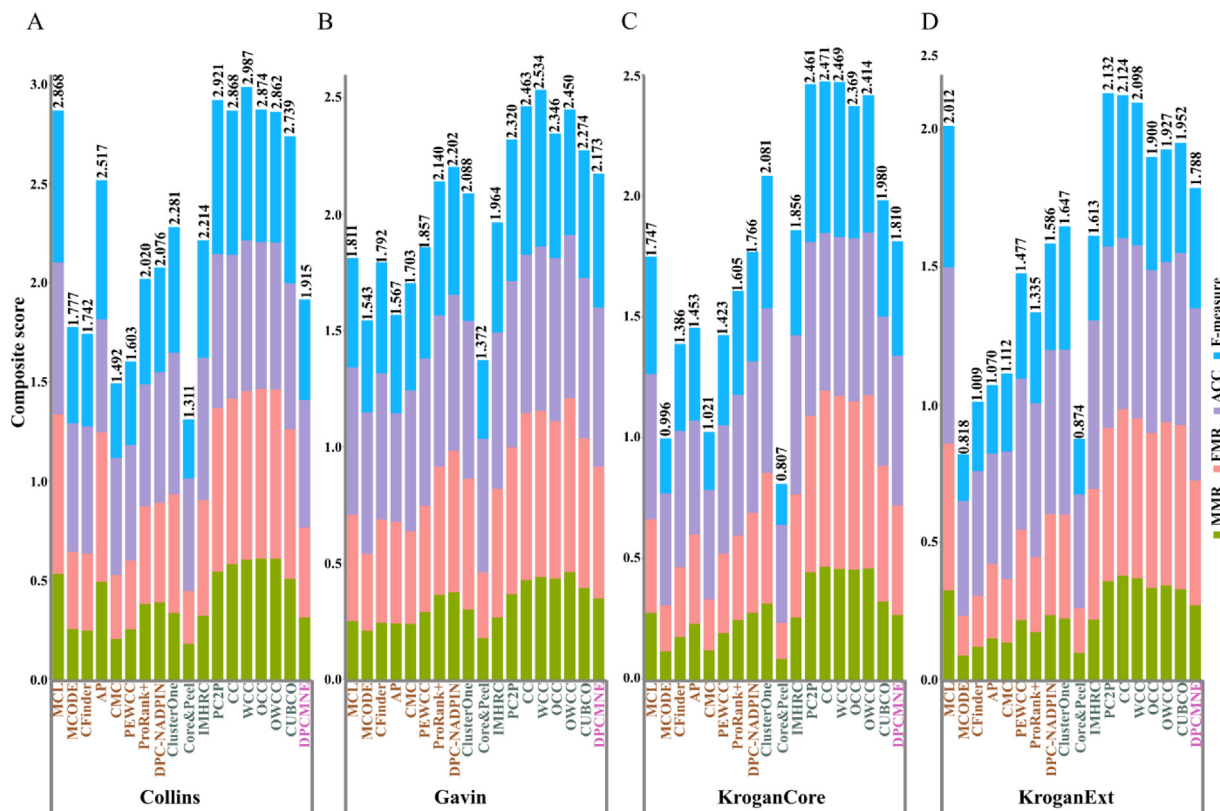 A
B
C
D
Composite score
3.0
2.5
2.0
1.5
1.0
0.5
0.0
2.868
1.777
1.742
2.517
1.492
1.603
2.020
2.076
2.281
1.311
2.214
2.921
2.868
2.987
2.874
2.862
2.739
1.915
MCL
MCODE
CFinder
AP
CMC
PEWCC
ProRank+
DPC-NADPIN
ClusterOne
Core&Peel
IMHRC
PC2P
CC
WCC
OCC
OWCC
CUBCO
DPCMNE
Collins
2.5
2.0
1.5
1.0
0.5
0.0
1.811
1.543
1.792
1.567
1.703
1.857
2.140
2.202
2.088
1.372
1.964
2.320
2.463
2.534
2.346
2.450
2.274
2.173
MCL
MCODE
CFinder
AP
CMC
PEWCC
ProRank+
DPC-NADPIN
ClusterOne
Core&Peel
IMHRC
PC2P
CC
WCC
OCC
OWCC
CUBCO
DPCMNE
Gavin
2.5
2.0
1.5
1.0
0.5
0.0
1.747
0.996
1.386
1.453
1.021
1.423
1.605
1.766
2.081
0.807
1.856
2.461
2.471
2.469
2.369
2.414
1.980
1.810
MCL
MCODE
CFinder
AP
CMC
PEWCC
ProRank+
DPC-NADPIN
ClusterOne
Core&Peel
IMHRC
PC2P
CC
WCC
OCC
OWCC
CUBCO
DPCMNE
KroganCore
2.5
2.0
1.5
1.0
0.5
0.0
2.012
0.818
1.009
1.070
1.112
1.477
1.335
1.586
1.647
0.874
1.613
2.132
2.124
2.098
1.900
1.927
1.952
1.788
MCL
MCODE
CFinder
AP
CMC
PEWCC
ProRank+
DPC-NADPIN
ClusterOne
Core&Peel
IMHRC
PC2P
CC
WCC
OCC
OWCC
CUBCO
DPCMNE
KroganExt
MMR FMR ACC F-measure